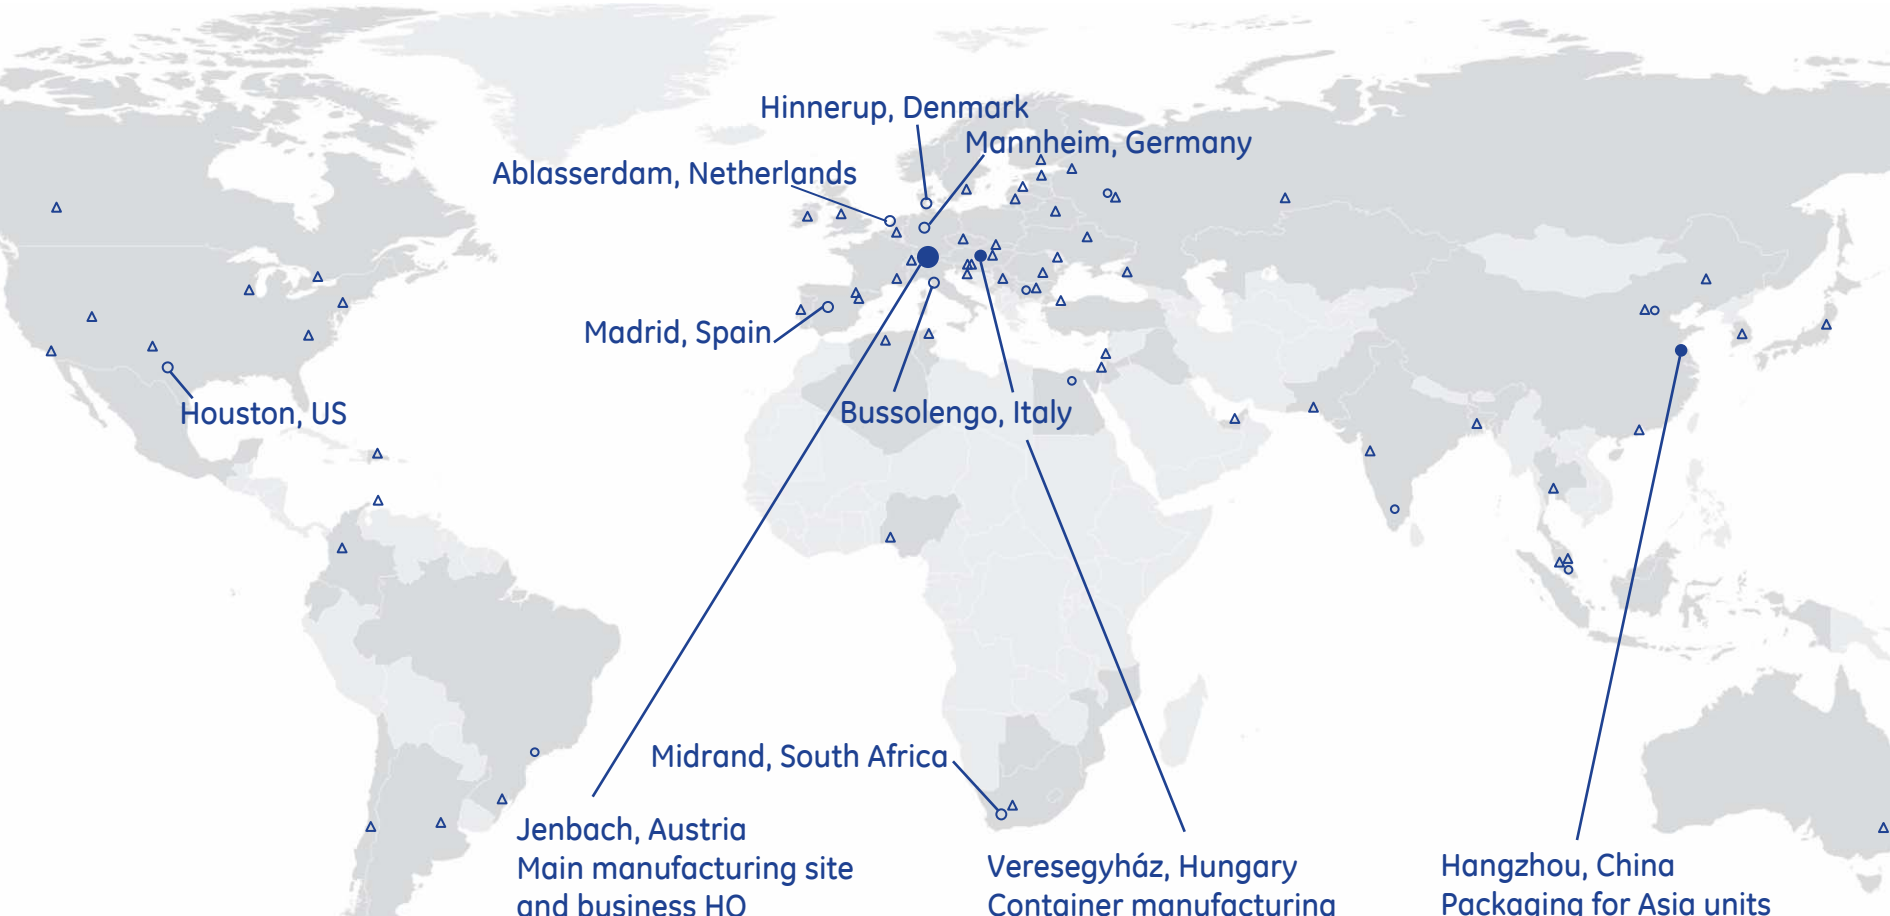 Hinnerup, Denmark
Mannheim, Germany
Ablasserdam, Netherlands
Madrid, Spain
Houston, US
Bussolengo, Italy
Midrand, South Africa
Jenbach, Austria
Main manufacturing site
and business HQ
Veresegyház, Hungary
Container manufacturing
Hangzhou, China
Packaging for Asia units